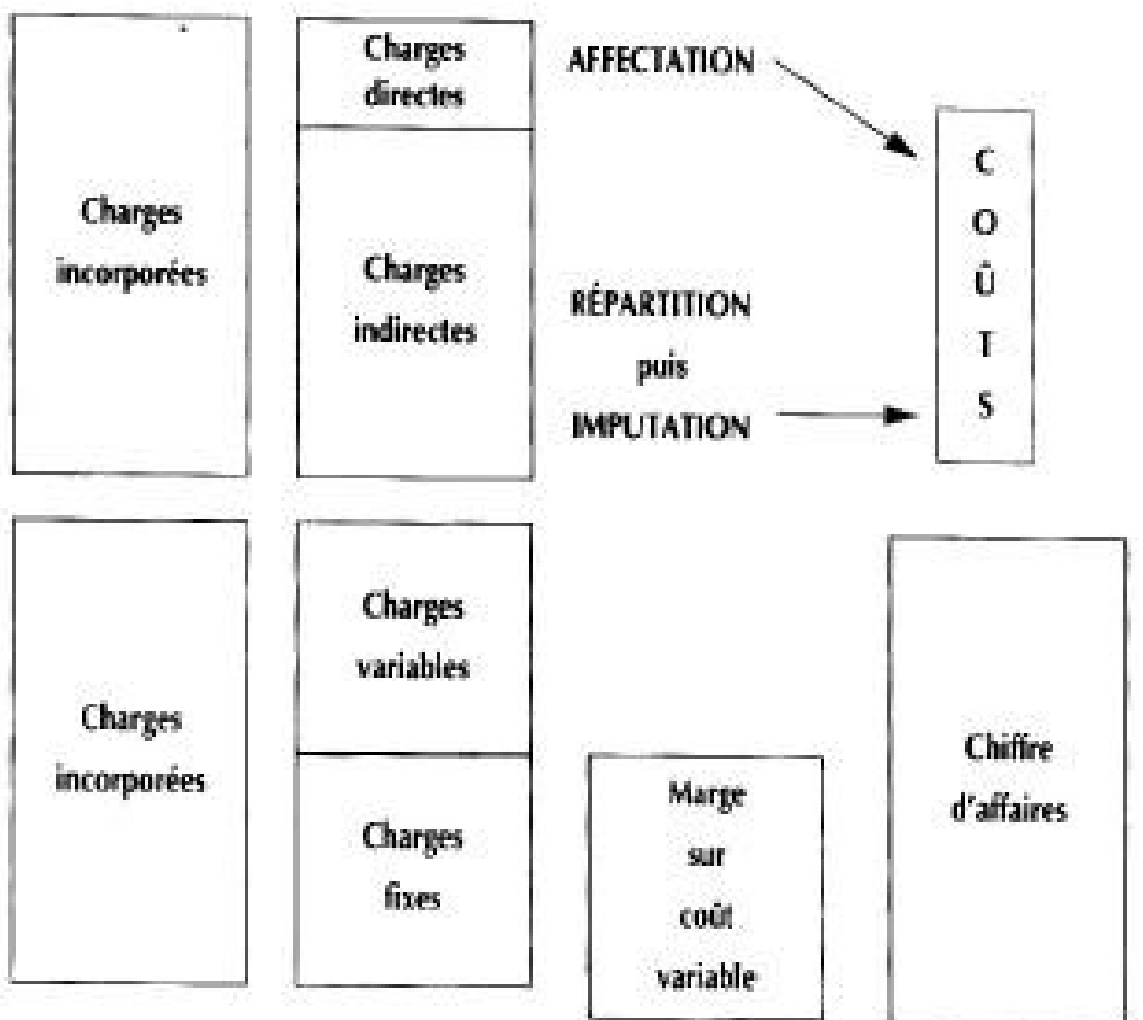 Charges
incorporées
Charges
directes
Charges
indirectes
AFFECTATION
RÉPARTITION
puis
IMPUTATION
C
O
Û
T
S
Charges
incorporées
Charges
variables
Charges
fixes
Marge
sur
coût
variable
Chiffre
d'affaires